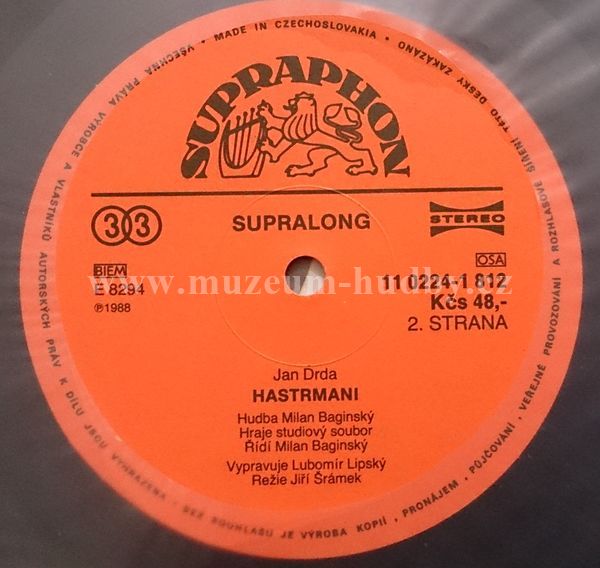 VŠECHNA PRÁVA VÝROBCE A VLASTNÍKŮ AUTORSKÝCH PRÁV K DÍLU JSOU VYHRAZENA • BEZ SOUHLASU JE VÝROBA KOPIÍ, PRONÁJEM, PŮJČOVÁNÍ, VEŘEJNÉ PROVOZOVÁNÍ A ROZHLASOVÉ ŠÍŘENÍ TÉTO DESKY ZAKÁZÁNO • MADE IN CZECHOSLOVAKIA •
SUPRAPHON
33 SUPRALONG STEREO
BIEM OSA
www.muzeum-hudby.cz
E 8294 11 0224-1 812
℗1988 Kčs 48,-
2. STRANA
Jan Drda
HASTRMANI
Hudba Milan Baginský
Hraje studiový soubor
Řídí Milan Baginský
Vypravuje Lubomír Lipský
Režie Jiří Šrámek